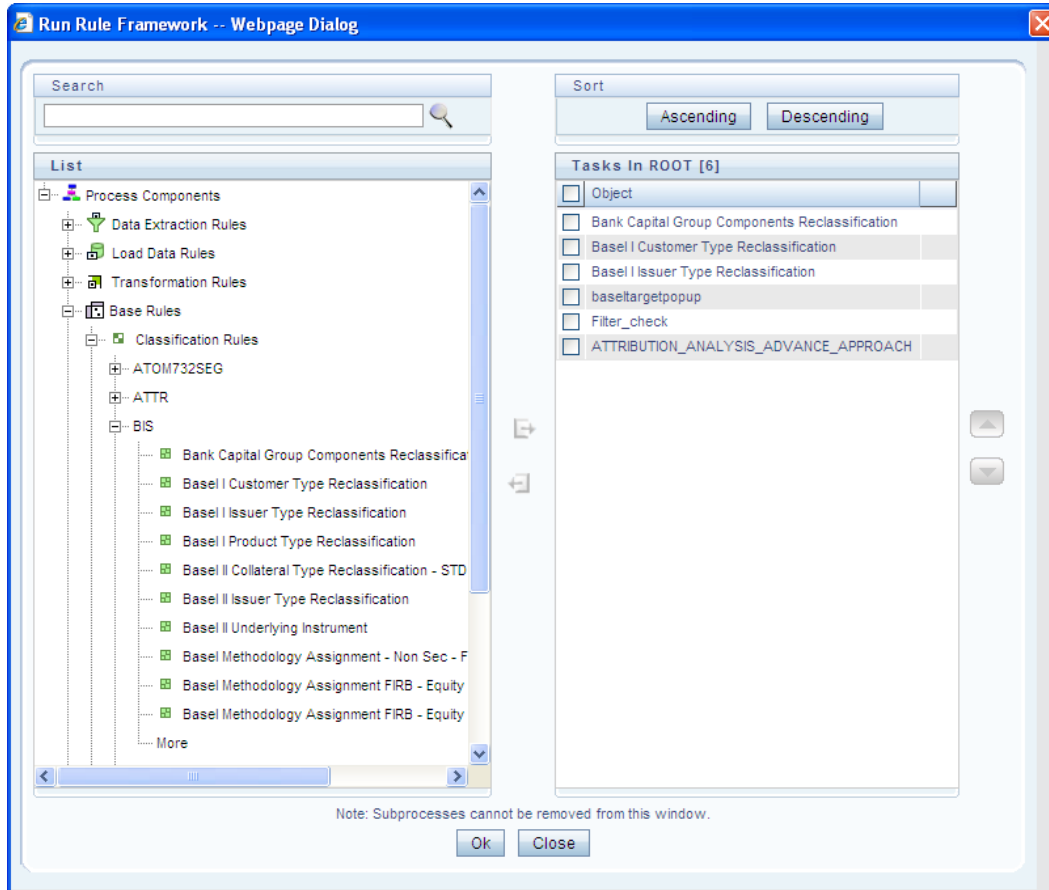 Run Rule Framework -- Webpage Dialog
Search
Sort
Ascending
Descending
List
Process Components
Data Extraction Rules
Load Data Rules
Transformation Rules
Base Rules
Classification Rules
ATOM732SEG
ATTR
BIS
Bank Capital Group Components Reclassifica
Basel I Customer Type Reclassification
Basel I Issuer Type Reclassification
Basel I Product Type Reclassification
Basel II Collateral Type Reclassification - STD
Basel II Issuer Type Reclassification
Basel II Underlying Instrument
Basel Methodology Assignment - Non Sec - F
Basel Methodology Assignment FIRB - Equity
Basel Methodology Assignment FIRB - Equity
More
Tasks In ROOT [6]
Object
Bank Capital Group Components Reclassification
Basel I Customer Type Reclassification
Basel I Issuer Type Reclassification
baseltargetpopup
Filter_check
ATTRIBUTION_ANALYSIS_ADVANCE_APPROACH
Note: Subprocesses cannot be removed from this window.
Ok
Close